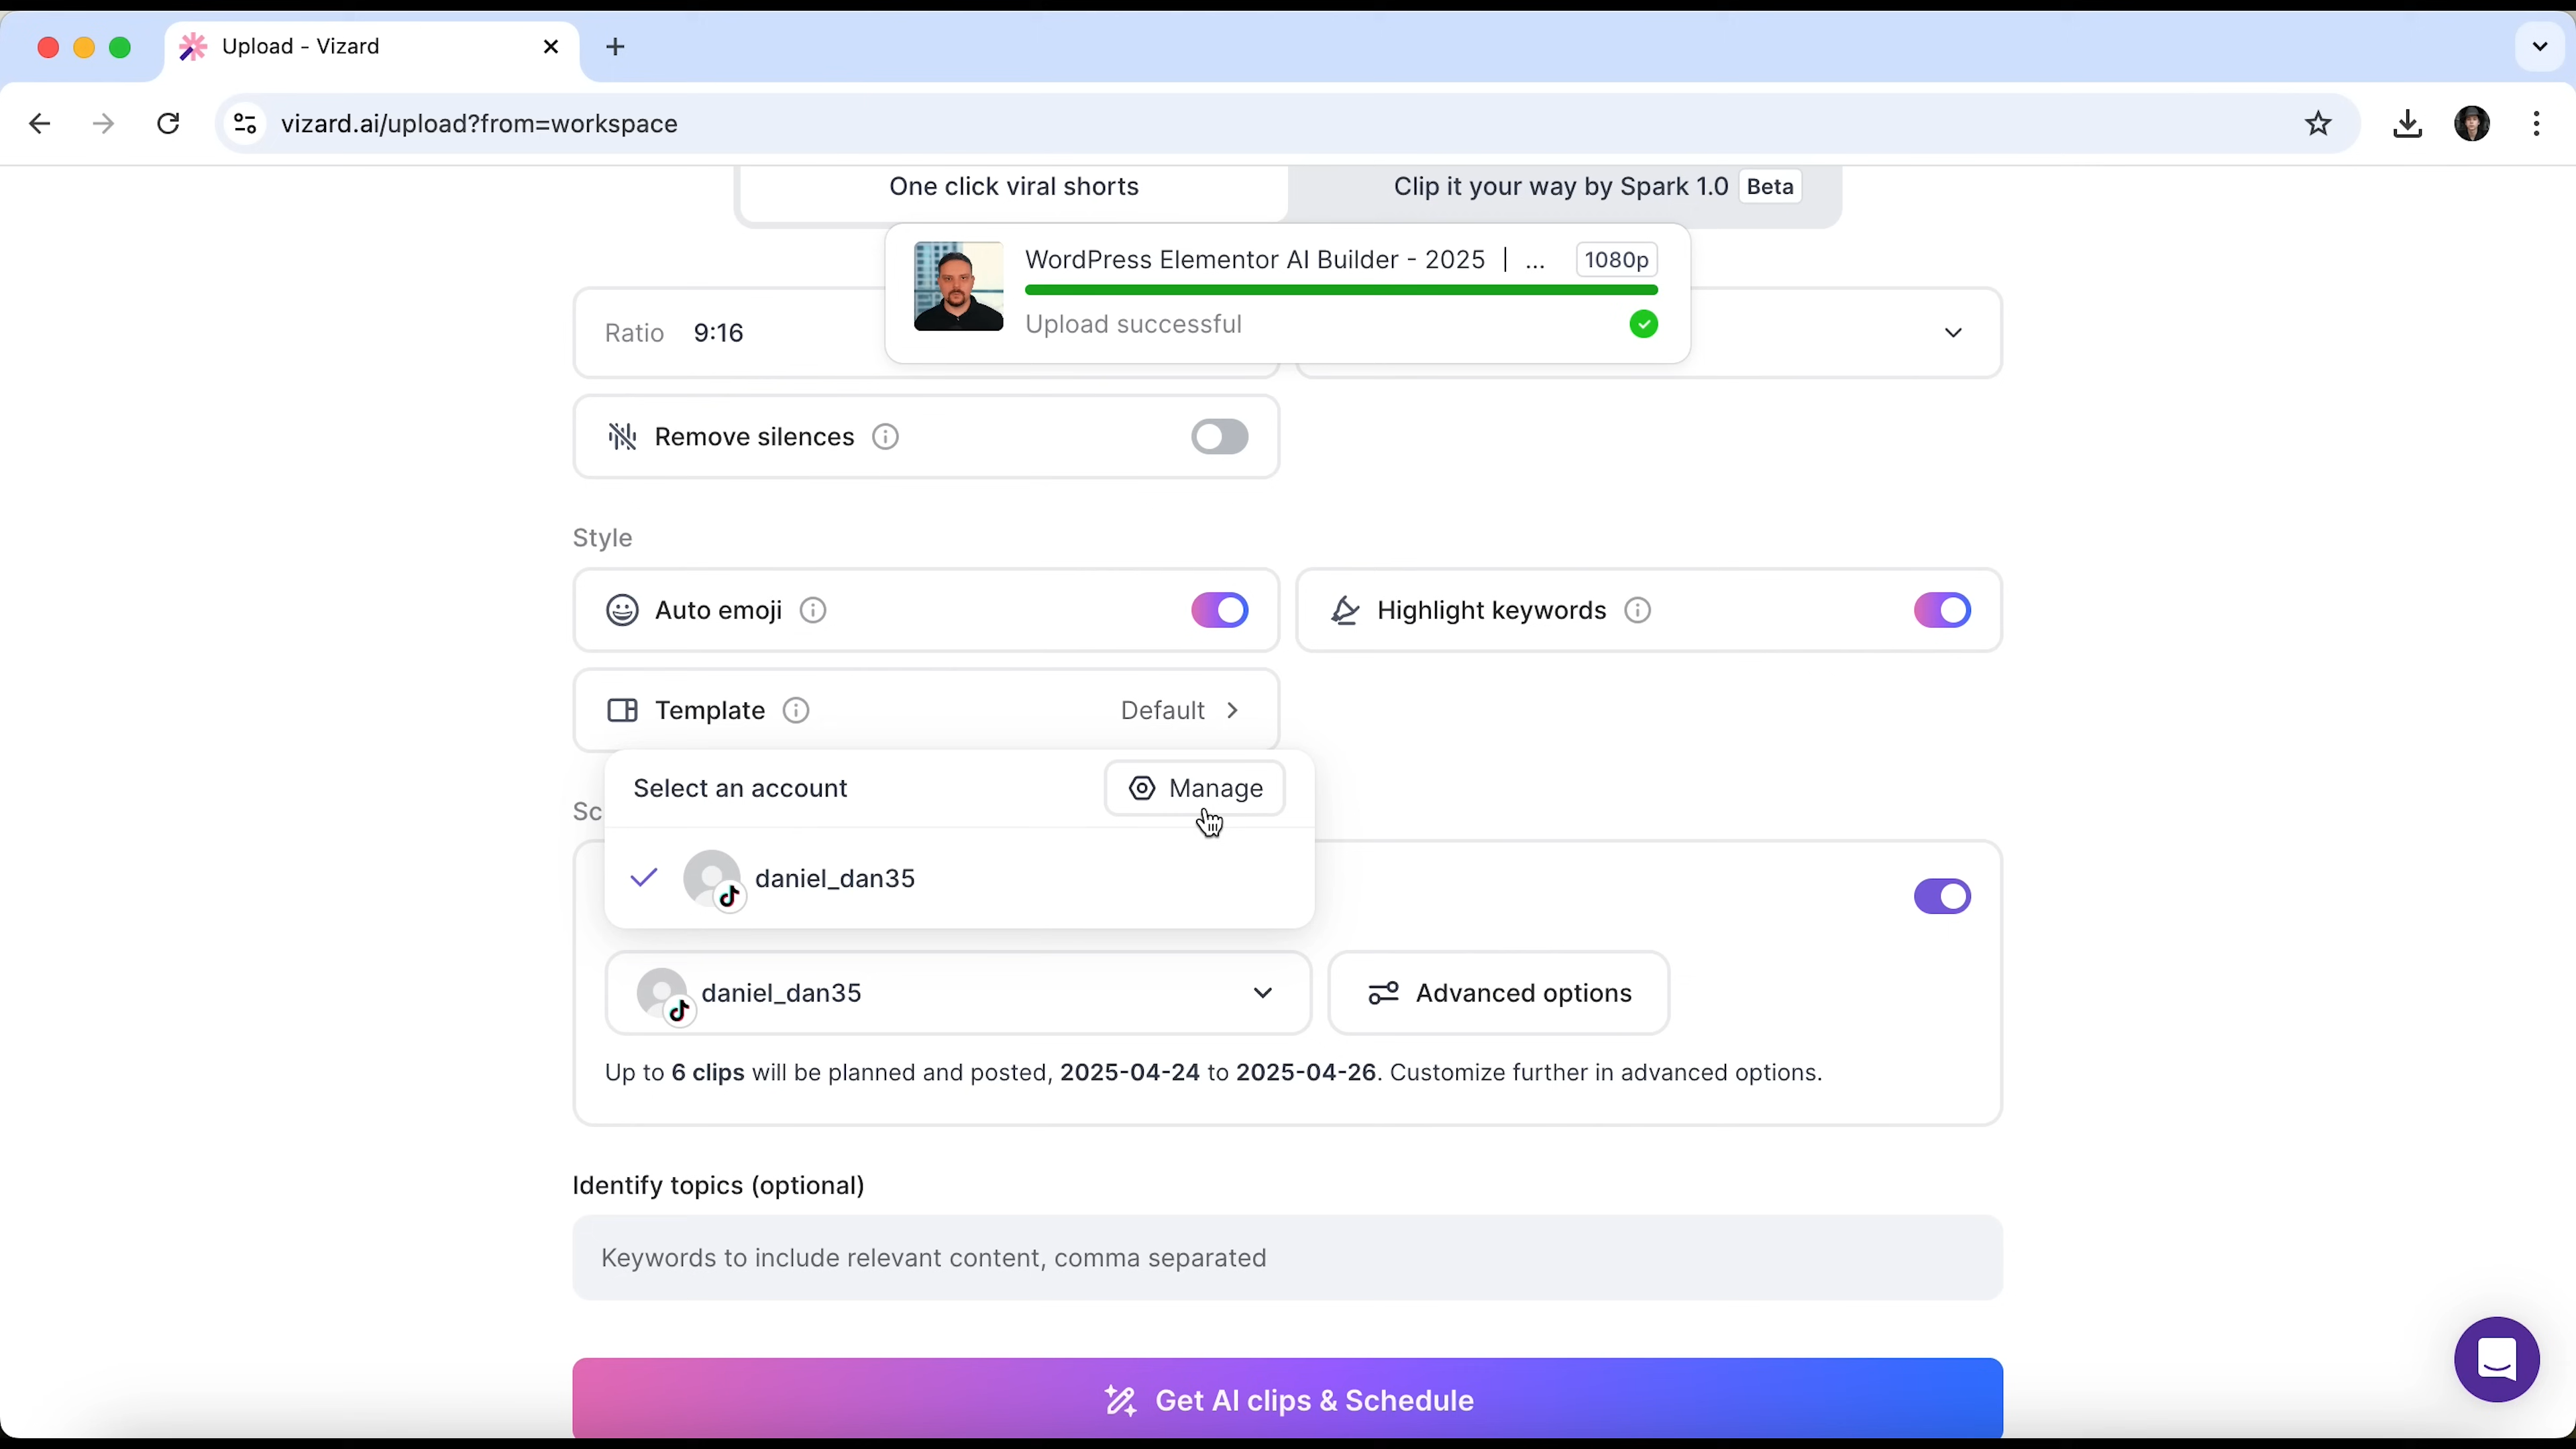 Upload - Vizard
vizard.ai/upload?from=workspace
One click viral shorts
Clip it your way by Spark 1.0 Beta
WordPress Elementor AI Builder - 2025 | ... 1080p
Upload successful
Ratio 9:16
Remove silences
Style
Auto emoji
Highlight keywords
Template
Default
Select an account
Manage
Sc
daniel_dan35
daniel_dan35
Advanced options
Up to 6 clips will be planned and posted, 2025-04-24 to 2025-04-26. Customize further in advanced options.
Identify topics (optional)
Keywords to include relevant content, comma separated
Get AI clips & Schedule